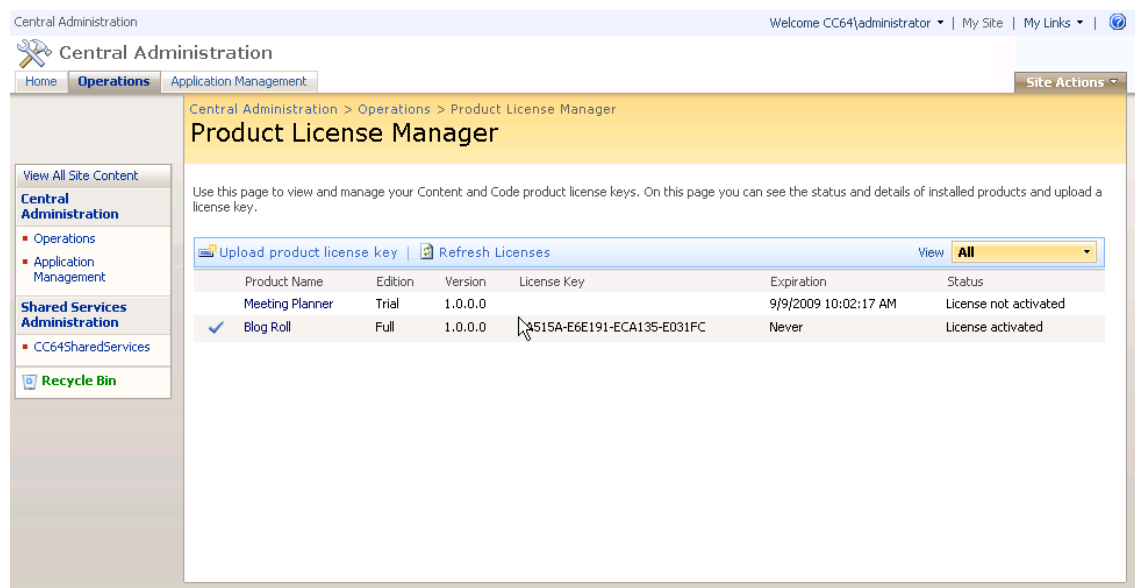 Central Administration
Welcome CC64\administrator | My Site | My Links |
Central Administration
Home Operations Application Management
Site Actions
Central Administration > Operations > Product License Manager
Product License Manager
View All Site Content
Central
Administration
Operations
Application
Management
Shared Services
Administration
CC64SharedServices
Recycle Bin
Use this page to view and manage your Content and Code product license keys. On this page you can see the status and details of installed products and upload a
license key.
Upload product license key | Refresh Licenses
View All
Product Name Edition Version License Key Expiration Status
Meeting Planner Trial 1.0.0.0 9/9/2009 10:02:17 AM License not activated
Blog Roll Full 1.0.0.0 Never License activated